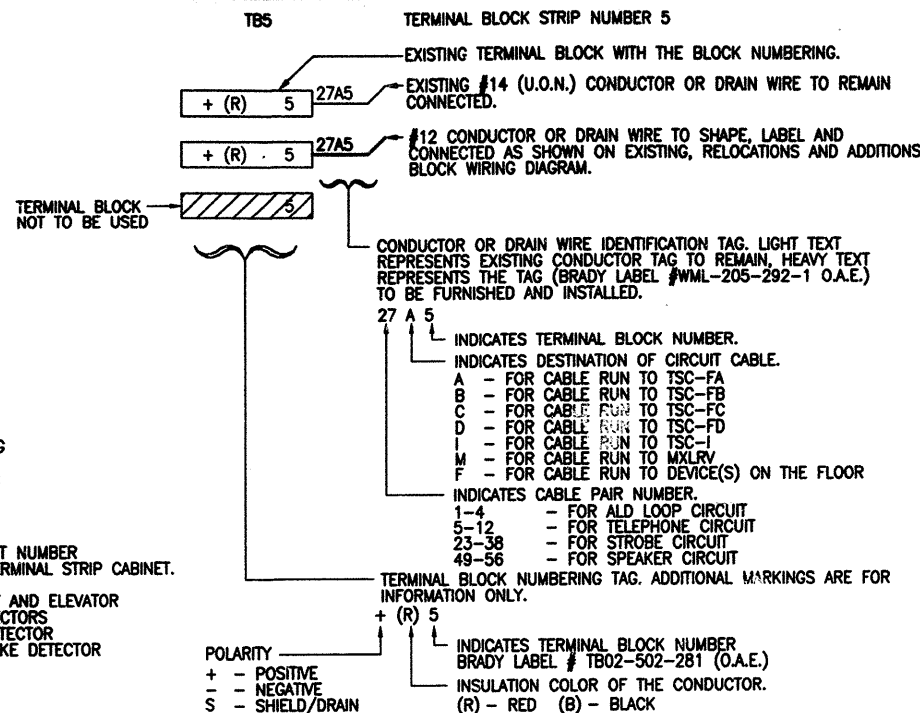 TB5 TERMINAL BLOCK STRIP NUMBER 5
EXISTING TERMINAL BLOCK WITH THE BLOCK NUMBERING.
+ (R) 5 27A5
EXISTING #14 (U.O.N.) CONDUCTOR OR DRAIN WIRE TO REMAIN
CONNECTED.
+ (R) 5 27A5
#12 CONDUCTOR OR DRAIN WIRE TO SHAPE, LABEL AND
CONNECTED AS SHOWN ON EXISTING, RELOCATIONS AND ADDITIONS
BLOCK WIRING DIAGRAM.
TERMINAL BLOCK
NOT TO BE USED
5
CONDUCTOR OR DRAIN WIRE IDENTIFICATION TAG. LIGHT TEXT
REPRESENTS EXISTING CONDUCTOR TAG TO REMAIN, HEAVY TEXT
REPRESENTS THE TAG (BRADY LABEL #WML-205-292-1 O.A.E.)
TO BE FURNISHED AND INSTALLED.
27 A 5
INDICATES TERMINAL BLOCK NUMBER.
INDICATES DESTINATION OF CIRCUIT CABLE.
A - FOR CABLE RUN TO TSC-FA
B - FOR CABLE RUN TO TSC-FB
C - FOR CABLE RUN TO TSC-FC
D - FOR CABLE RUN TO TSC-FD
I - FOR CABLE RUN TO TSC-I
M - FOR CABLE RUN TO MXLRV
F - FOR CABLE RUN TO DEVICE(S) ON THE FLOOR
INDICATES CABLE PAIR NUMBER.
1-4 - FOR ALD LOOP CIRCUIT
5-12 - FOR TELEPHONE CIRCUIT
23-38 - FOR STROBE CIRCUIT
49-56 - FOR SPEAKER CIRCUIT
G
T NUMBER
ERMINAL STRIP CABINET.
Y AND ELEVATOR
CTORS
TECTOR
KE DETECTOR
TERMINAL BLOCK NUMBERING TAG. ADDITIONAL MARKINGS ARE FOR
INFORMATION ONLY.
+ (R) 5
INDICATES TERMINAL BLOCK NUMBER
BRADY LABEL # TB02-502-281 (O.A.E.)
INSULATION COLOR OF THE CONDUCTOR.
(R) - RED (B) - BLACK
POLARITY
+ - POSITIVE
- - NEGATIVE
S - SHIELD/DRAIN